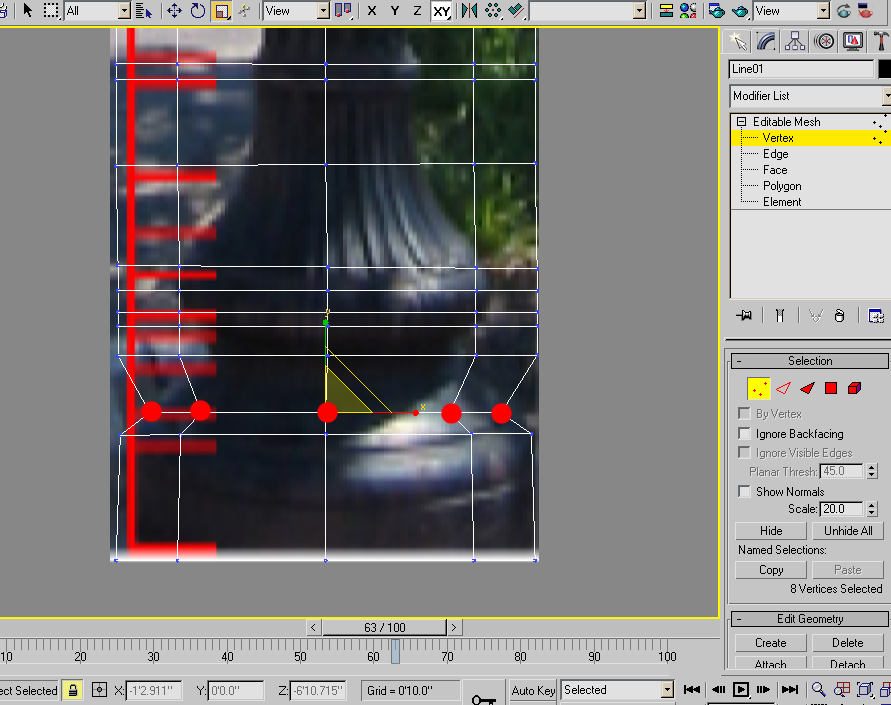 All View X Y Z XY View
Line01
Modifier List
Editable Mesh
Vertex
Edge
Face
Polygon
Element
- Selection
By Vertex
Ignore Backfacing
Ignore Visible Edges
Planar Thresh: 45.0
Show Normals
Scale: 20.0
Hide Unhide All
Named Selections:
Copy Paste
8 Vertices Selected
- Edit Geometry
Create Delete
Attach Detach
x
< 63 / 100 >
10 20 30 40 50 60 70 80 90 100
ect Selected X: -1'2.911" Y: 0'0.0" Z: -6'10.715" Grid = 0'10.0" Auto Key Selected